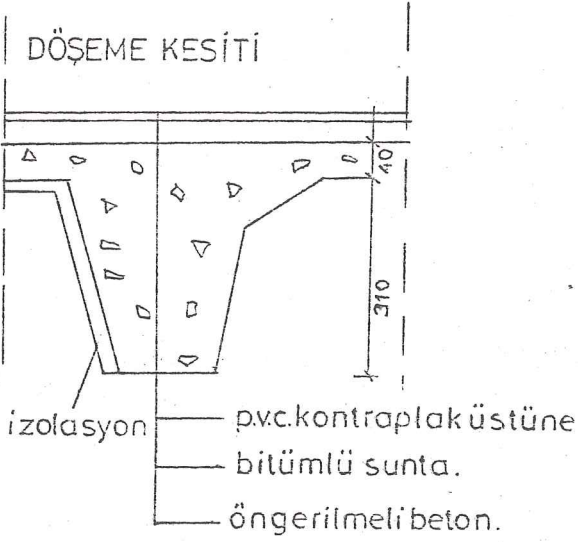 DÖŞEME KESİTİ
40
310
izolasyon
p.v.c.kontraplak üstüne
bitümlü sunta.
öngerilmeli beton.